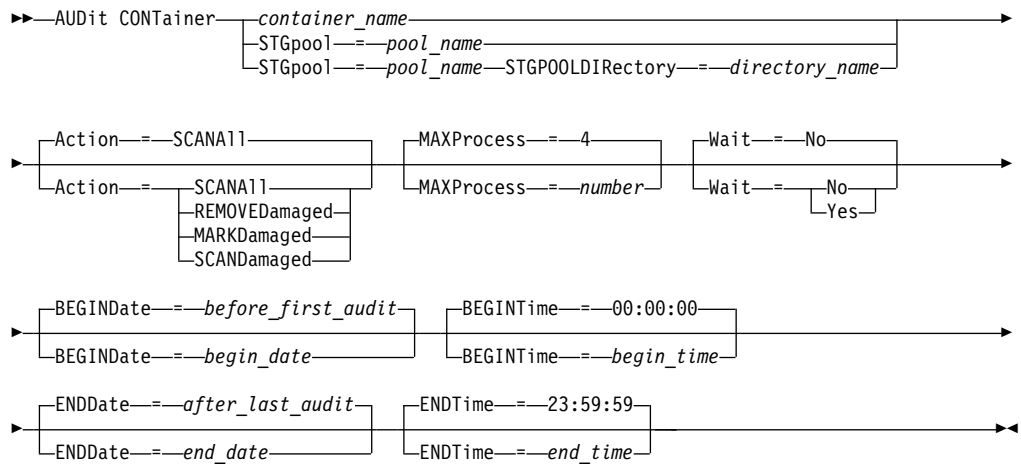 AUDit CONTainer container_name
STGpool = pool_name
STGpool = pool_name STGPOOLDIRectory = directory_name
Action = SCANAll MAXProcess = 4 Wait = No
Action = SCANAll MAXProcess = number Wait = No
REMOVEDamaged Yes
MARKDamaged
SCANDamaged
BEGINDate = before_first_audit BEGINTime = 00:00:00
BEGINDate = begin_date BEGINTime = begin_time
ENDDate = after_last_audit ENDTime = 23:59:59
ENDDate = end_date ENDTime = end_time